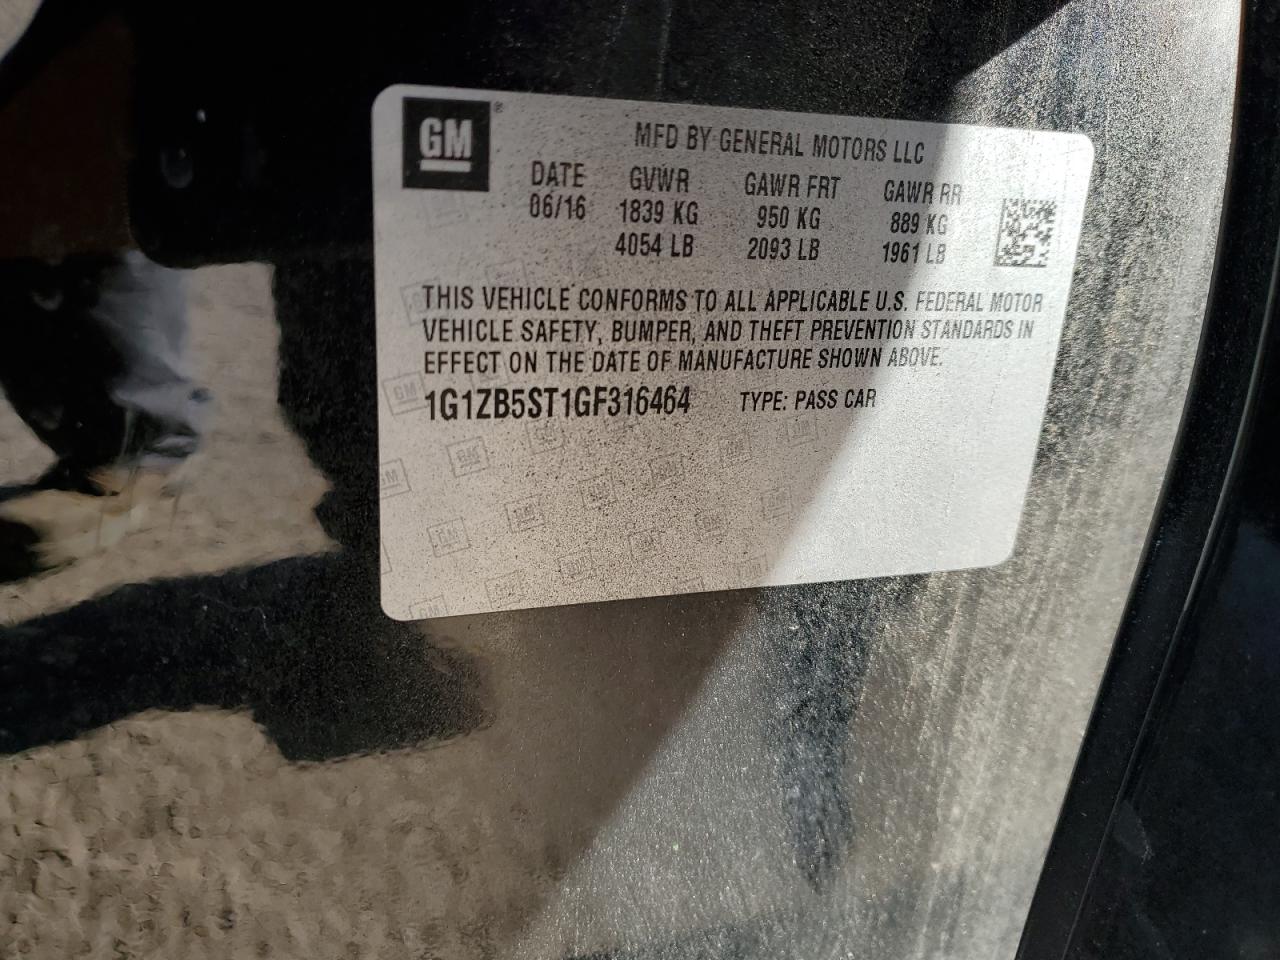 GM ®
MFD BY GENERAL MOTORS LLC
DATE GVWR GAWR FRT GAWR RR
06/16 1839 KG 950 KG 889 KG
4054 LB 2093 LB 1961 LB
THIS VEHICLE CONFORMS TO ALL APPLICABLE U.S. FEDERAL MOTOR
VEHICLE SAFETY, BUMPER, AND THEFT PREVENTION STANDARDS IN
EFFECT ON THE DATE OF MANUFACTURE SHOWN ABOVE.
1G1ZB5ST1GF316464 TYPE: PASS CAR